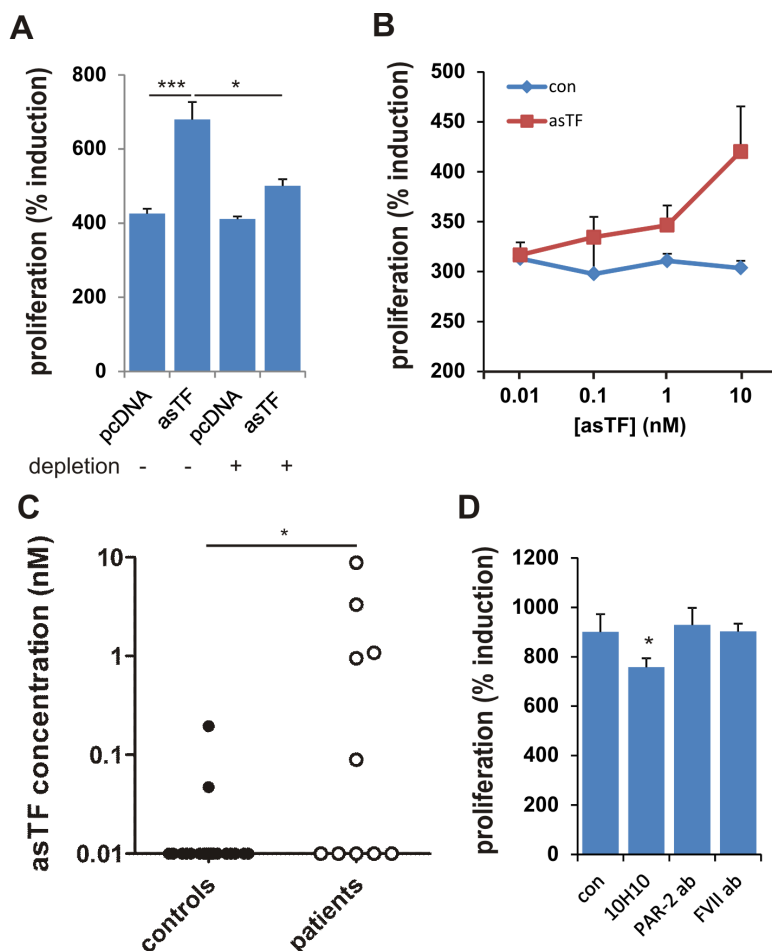 A
proliferation (% induction)
800
600
400
200
0
*** *
pcDNA asTF pcDNA asTF
depletion - - + +
B
proliferation (% induction)
500
450
400
350
300
250
200
con
asTF
0.01 0.1 1 10
[asTF] (nM)
C
asTF concentration (nM)
10
1
0.1
0.01
*
controls patients
D
proliferation (% induction)
1200
1000
800
600
400
200
0
*
con 10H10 PAR-2 ab FVII ab